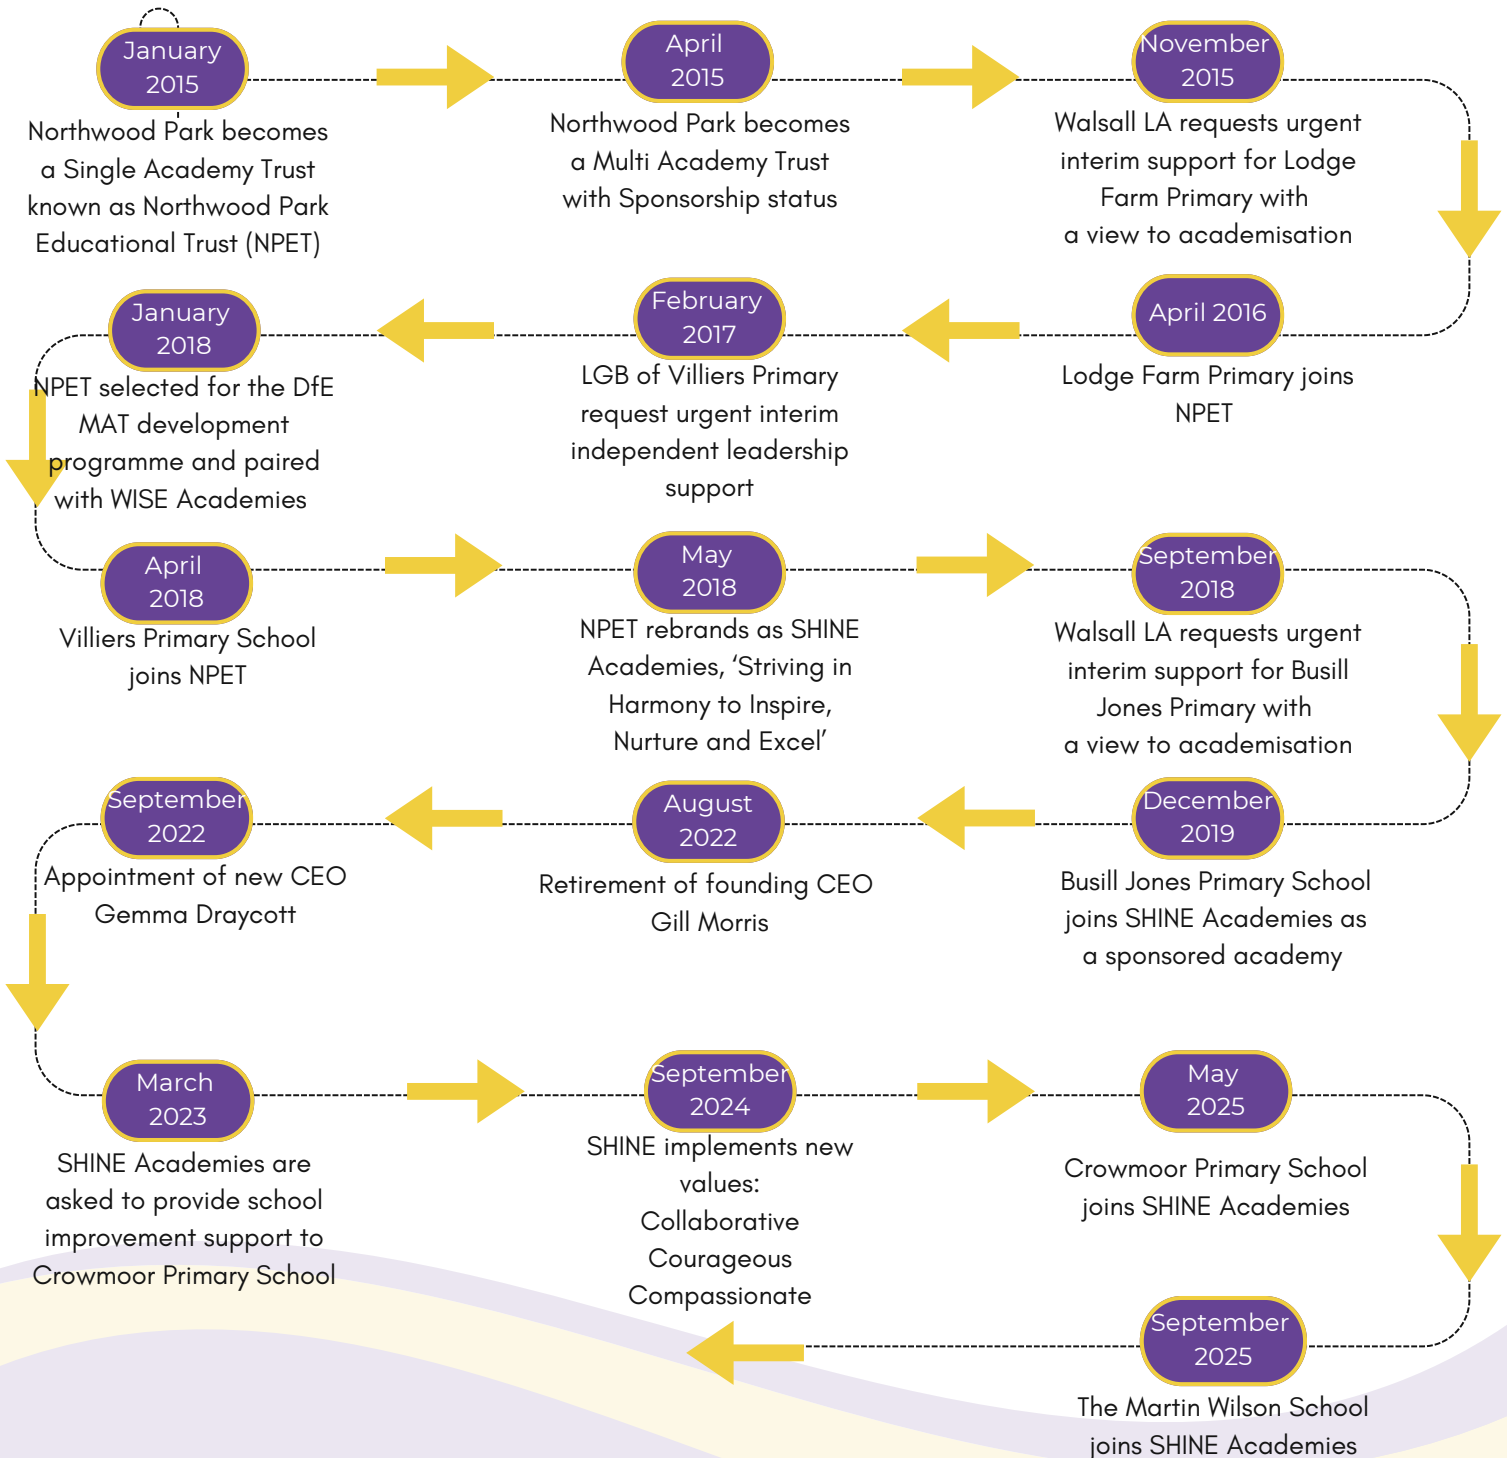 January
2015
Northwood Park becomes
a Single Academy Trust
known as Northwood Park
Educational Trust (NPET)
April
2015
Northwood Park becomes
a Multi Academy Trust
with Sponsorship status
November
2015
Walsall LA requests urgent
interim support for Lodge
Farm Primary with
a view to academisation
April 2016
Lodge Farm Primary joins
NPET
February
2017
LGB of Villiers Primary
request urgent interim
independent leadership
support
January
2018
NPET selected for the DfE
MAT development
programme and paired
with WISE Academies
April
2018
Villiers Primary School
joins NPET
May
2018
NPET rebrands as SHINE
Academies, ‘Striving in
Harmony to Inspire,
Nurture and Excel’
September
2018
Walsall LA requests urgent
interim support for Busill
Jones Primary with
a view to academisation
December
2019
Busill Jones Primary School
joins SHINE Academies as
a sponsored academy
August
2022
Retirement of founding CEO
Gill Morris
September
2022
Appointment of new CEO
Gemma Draycott
March
2023
SHINE Academies are
asked to provide school
improvement support to
Crowmoor Primary School
September
2024
SHINE implements new
values:
Collaborative
Courageous
Compassionate
May
2025
Crowmoor Primary School
joins SHINE Academies
September
2025
The Martin Wilson School
joins SHINE Academies